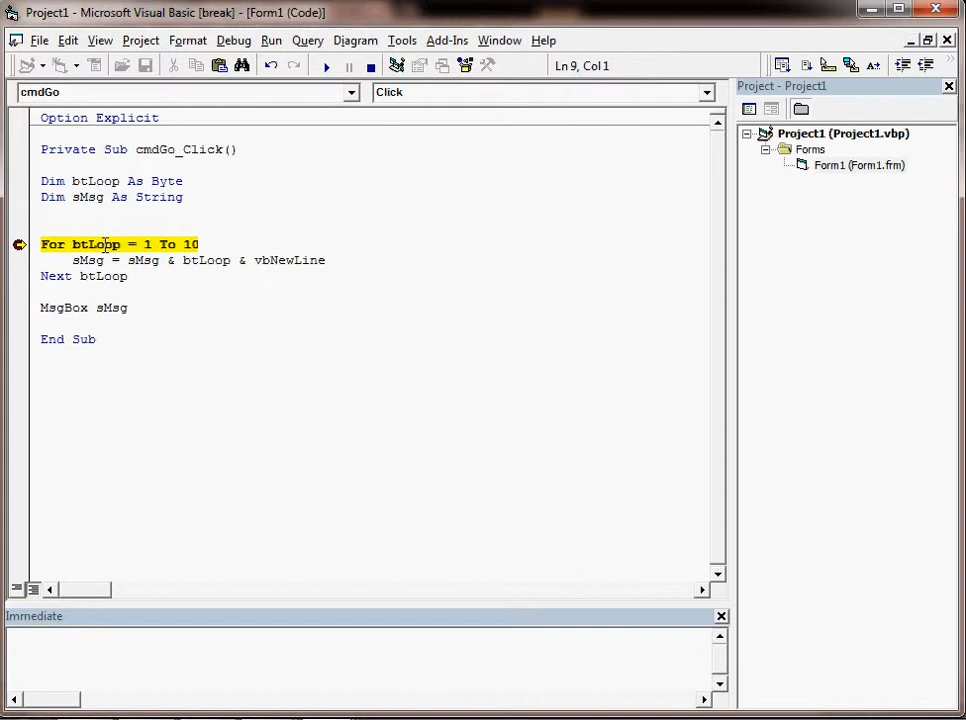 Project1 - Microsoft Visual Basic [break] - [Form1 (Code)]
File Edit View Project Format Debug Run Query Diagram Tools Add-Ins Window Help
Ln 9, Col 1
cmdGo Click
Project - Project1
Option Explicit
Project1 (Project1.vbp)
Private Sub cmdGo_Click()
Forms
Form1 (Form1.frm)
Dim btLoop As Byte
Dim sMsg As String
For btLoop = 1 To 10
sMsg = sMsg & btLoop & vbNewLine
Next btLoop
MsgBox sMsg
End Sub
Immediate